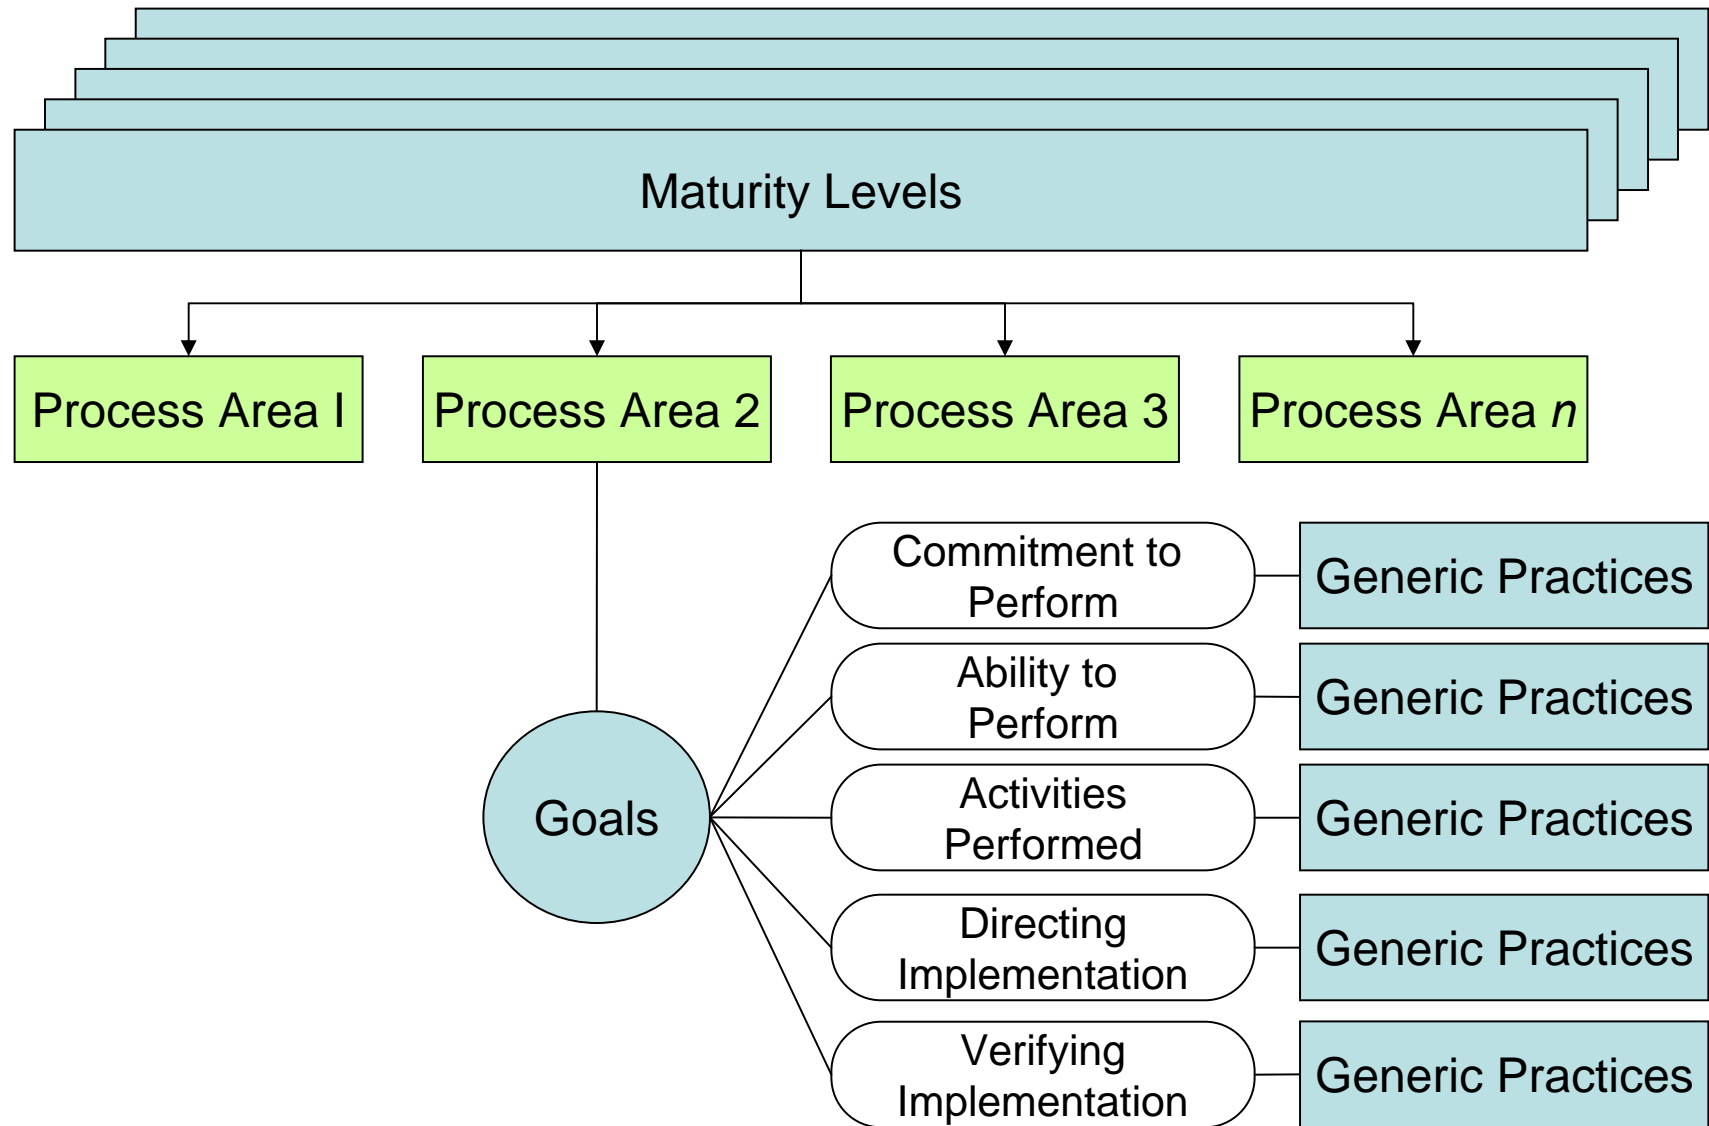 Maturity Levels
Process Area I
Process Area 2
Process Area 3
Process Area n
Commitment to
Perform
Generic Practices
Ability to
Perform
Generic Practices
Goals
Activities
Performed
Generic Practices
Directing
Implementation
Generic Practices
Verifying
Implementation
Generic Practices